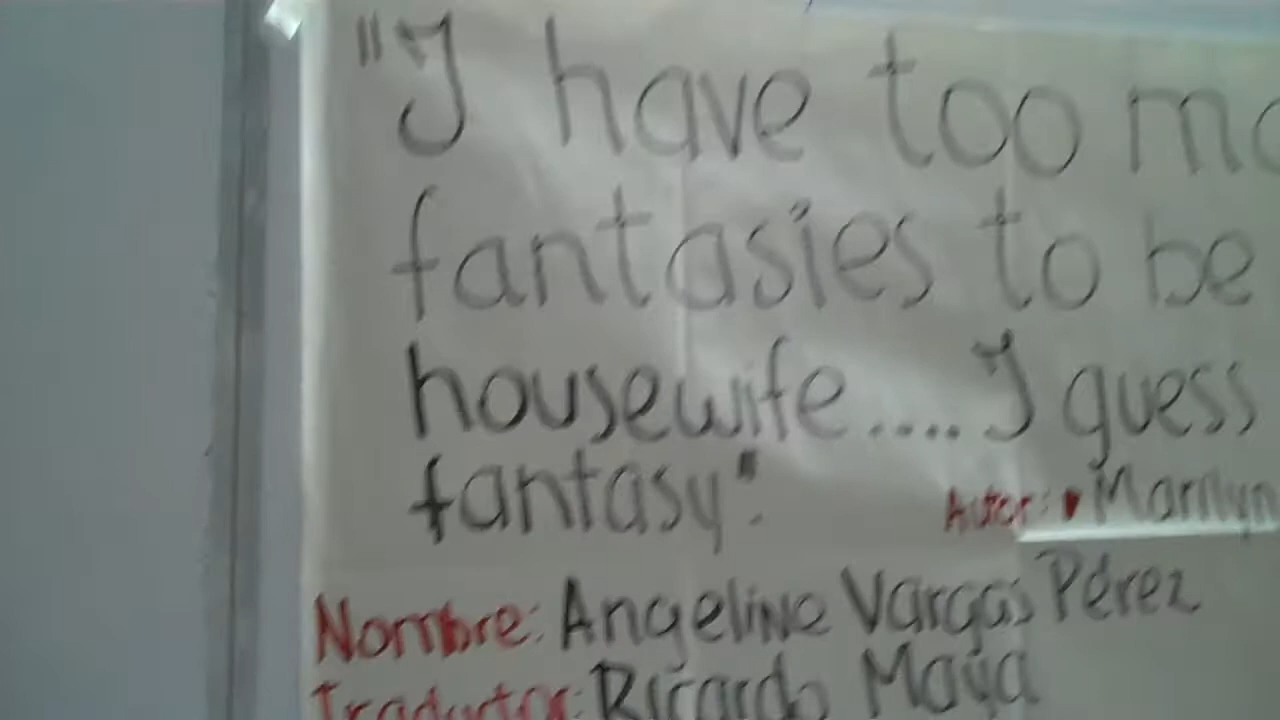 "I have too
fantasies to be
housewife.... I guess
fantasy".
Autor: Marilyn
Nombre: Angeline Vargas Pérez
Traductor: Ricardo Maya